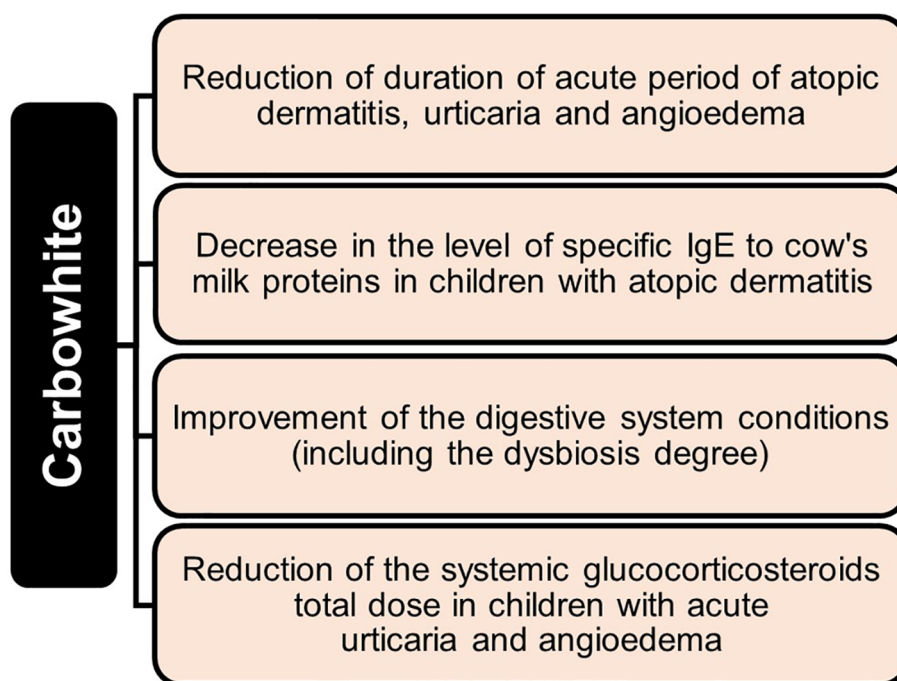 Carbowhite
Reduction of duration of acute period of atopic
dermatitis, urticaria and angioedema
Decrease in the level of specific IgE to cow's
milk proteins in children with atopic dermatitis
Improvement of the digestive system conditions
(including the dysbiosis degree)
Reduction of the systemic glucocorticosteroids
total dose in children with acute
urticaria and angioedema